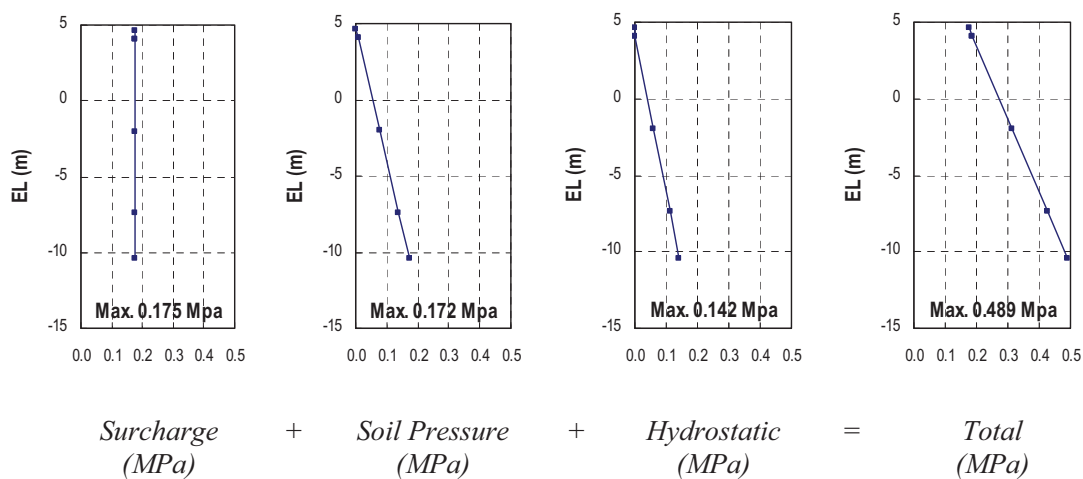 5
0
-5
-10
-15
EL (m)
Max. 0.175 Mpa
0.0 0.1 0.2 0.3 0.4 0.5
5
0
-5
-10
-15
EL (m)
Max. 0.172 Mpa
0.0 0.1 0.2 0.3 0.4 0.5
5
0
-5
-10
-15
EL (m)
Max. 0.142 Mpa
0.0 0.1 0.2 0.3 0.4 0.5
5
0
-5
-10
-15
EL (m)
Max. 0.489 Mpa
0.0 0.1 0.2 0.3 0.4 0.5
Surcharge + Soil Pressure + Hydrostatic = Total
(MPa) (MPa) (MPa) (MPa)